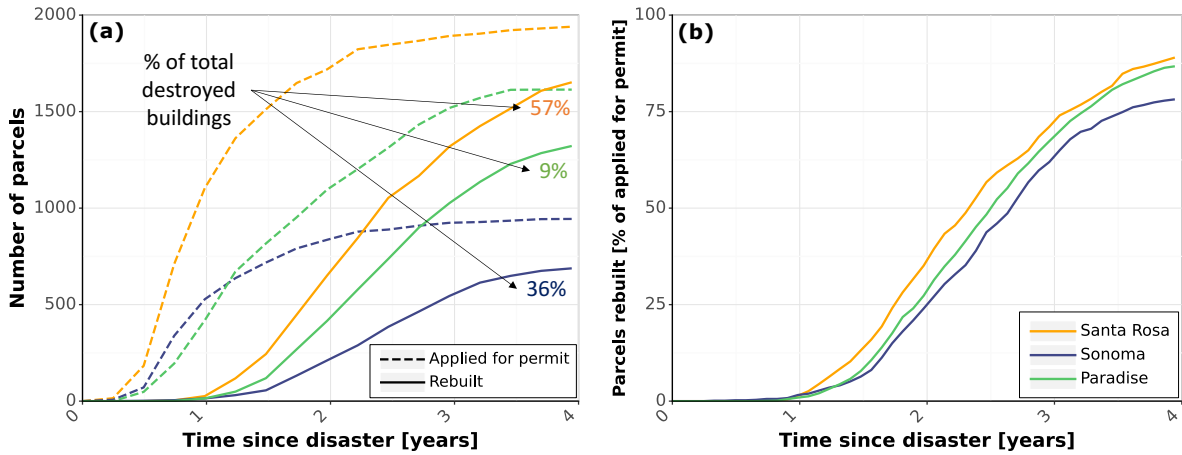 (a)
% of total
destroyed
buildings
57%
9%
36%
2000
1500
1000
500
0
Number of parcels
0
1
2
3
4
Time since disaster [years]
Applied for permit
Rebuilt
(b)
100
75
50
25
0
Parcels rebuilt [% of applied for permit]
0
1
2
3
4
Time since disaster [years]
Santa Rosa
Sonoma
Paradise